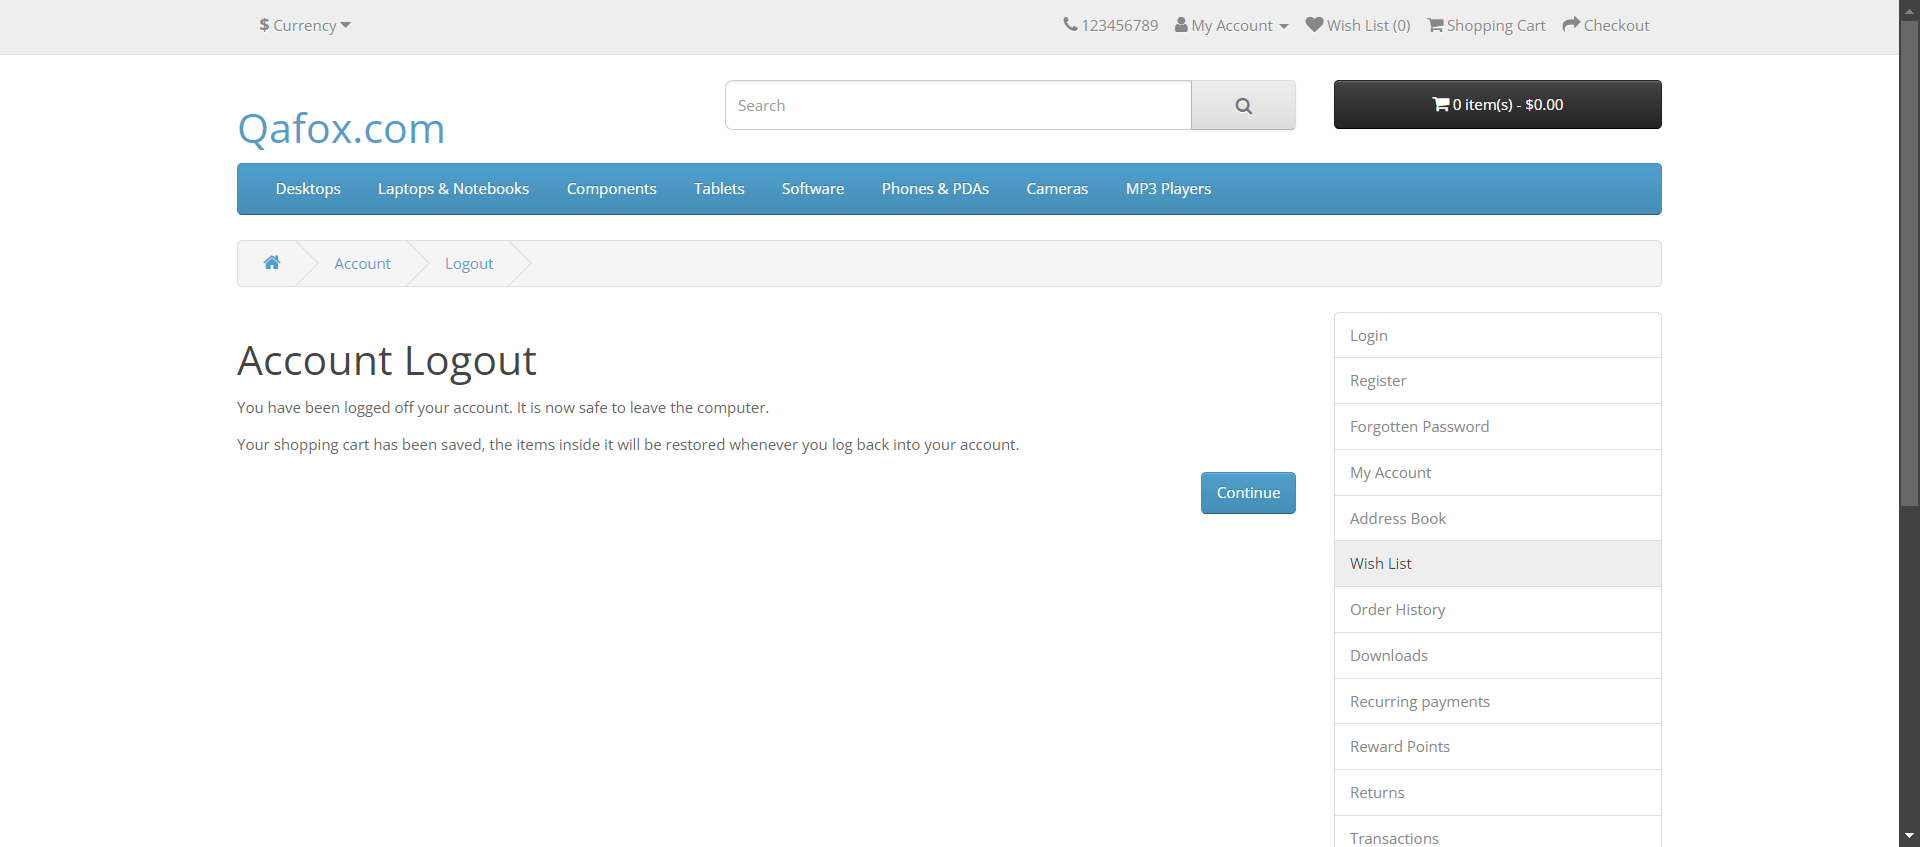 $ Currency
123456789 My Account Wish List (0) Shopping Cart Checkout
Qafox.com
Search
0 item(s) - $0.00
Desktops Laptops & Notebooks Components Tablets Software Phones & PDAs Cameras MP3 Players
Account Logout
Account Logout
You have been logged off your account. It is now safe to leave the computer.
Your shopping cart has been saved, the items inside it will be restored whenever you log back into your account.
Continue
Login
Register
Forgotten Password
My Account
Address Book
Wish List
Order History
Downloads
Recurring payments
Reward Points
Returns
Transactions